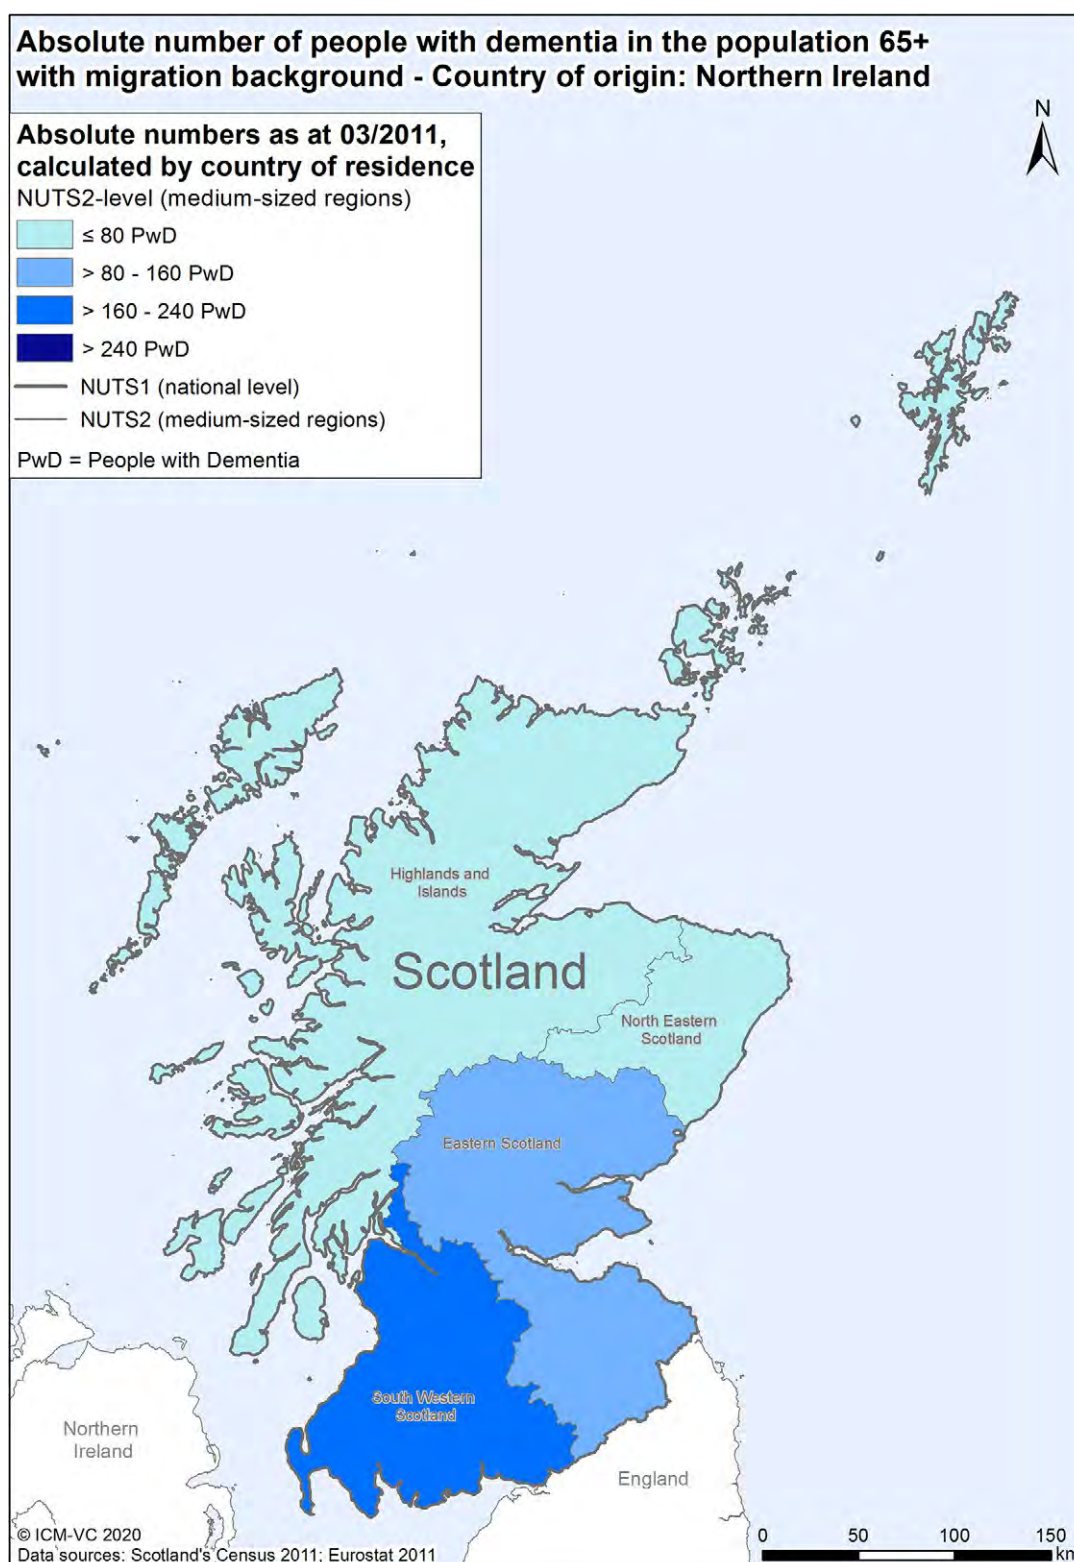 Absolute number of people with dementia in the population 65+
with migration background - Country of origin: Northern Ireland
Absolute numbers as at 03/2011,
calculated by country of residence
NUTS2-level (medium-sized regions)
≤ 80 PwD
> 80 - 160 PwD
> 160 - 240 PwD
> 240 PwD
NUTS1 (national level)
NUTS2 (medium-sized regions)
PwD = People with Dementia
N
Highlands and
Islands
Scotland
North Eastern
Scotland
Eastern Scotland
South Western
Scotland
Northern
Ireland
England
© ICM-VC 2020
Data sources: Scotland's Census 2011; Eurostat 2011
0 50 100 150
km